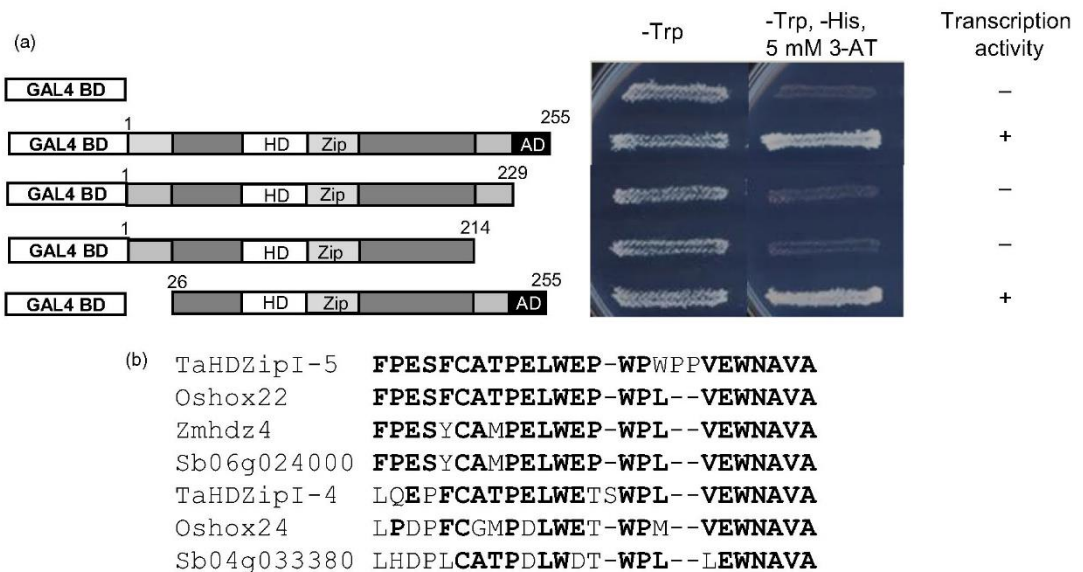 (a)
-Trp
-Trp, -His,
5 mM 3-AT
Transcription
activity
GAL4 BD
–
1
255
GAL4 BD HD Zip AD
+
1
229
GAL4 BD HD Zip
–
1
214
GAL4 BD HD Zip
–
26
255
GAL4 BD HD Zip AD
+
(b)
TaHDZipI-5 FPESFCATPELWEP-WPWPPVEWNAVA
Oshox22 FPESFCATPELWEP-WPL--VEWNAVA
Zmhdz4 FPESYCAMPELWEP-WPL--VEWNAVA
Sb06g024000 FPESYCAMPELWEP-WPL--VEWNAVA
TaHDZipI-4 LQEPFCATPELWETSWPL--VEWNAVA
Oshox24 LPDPFCGMPDLWET-WPM--VEWNAVA
Sb04g033380 LHDPLCATPDLWDT-WPL--LEWNAVA